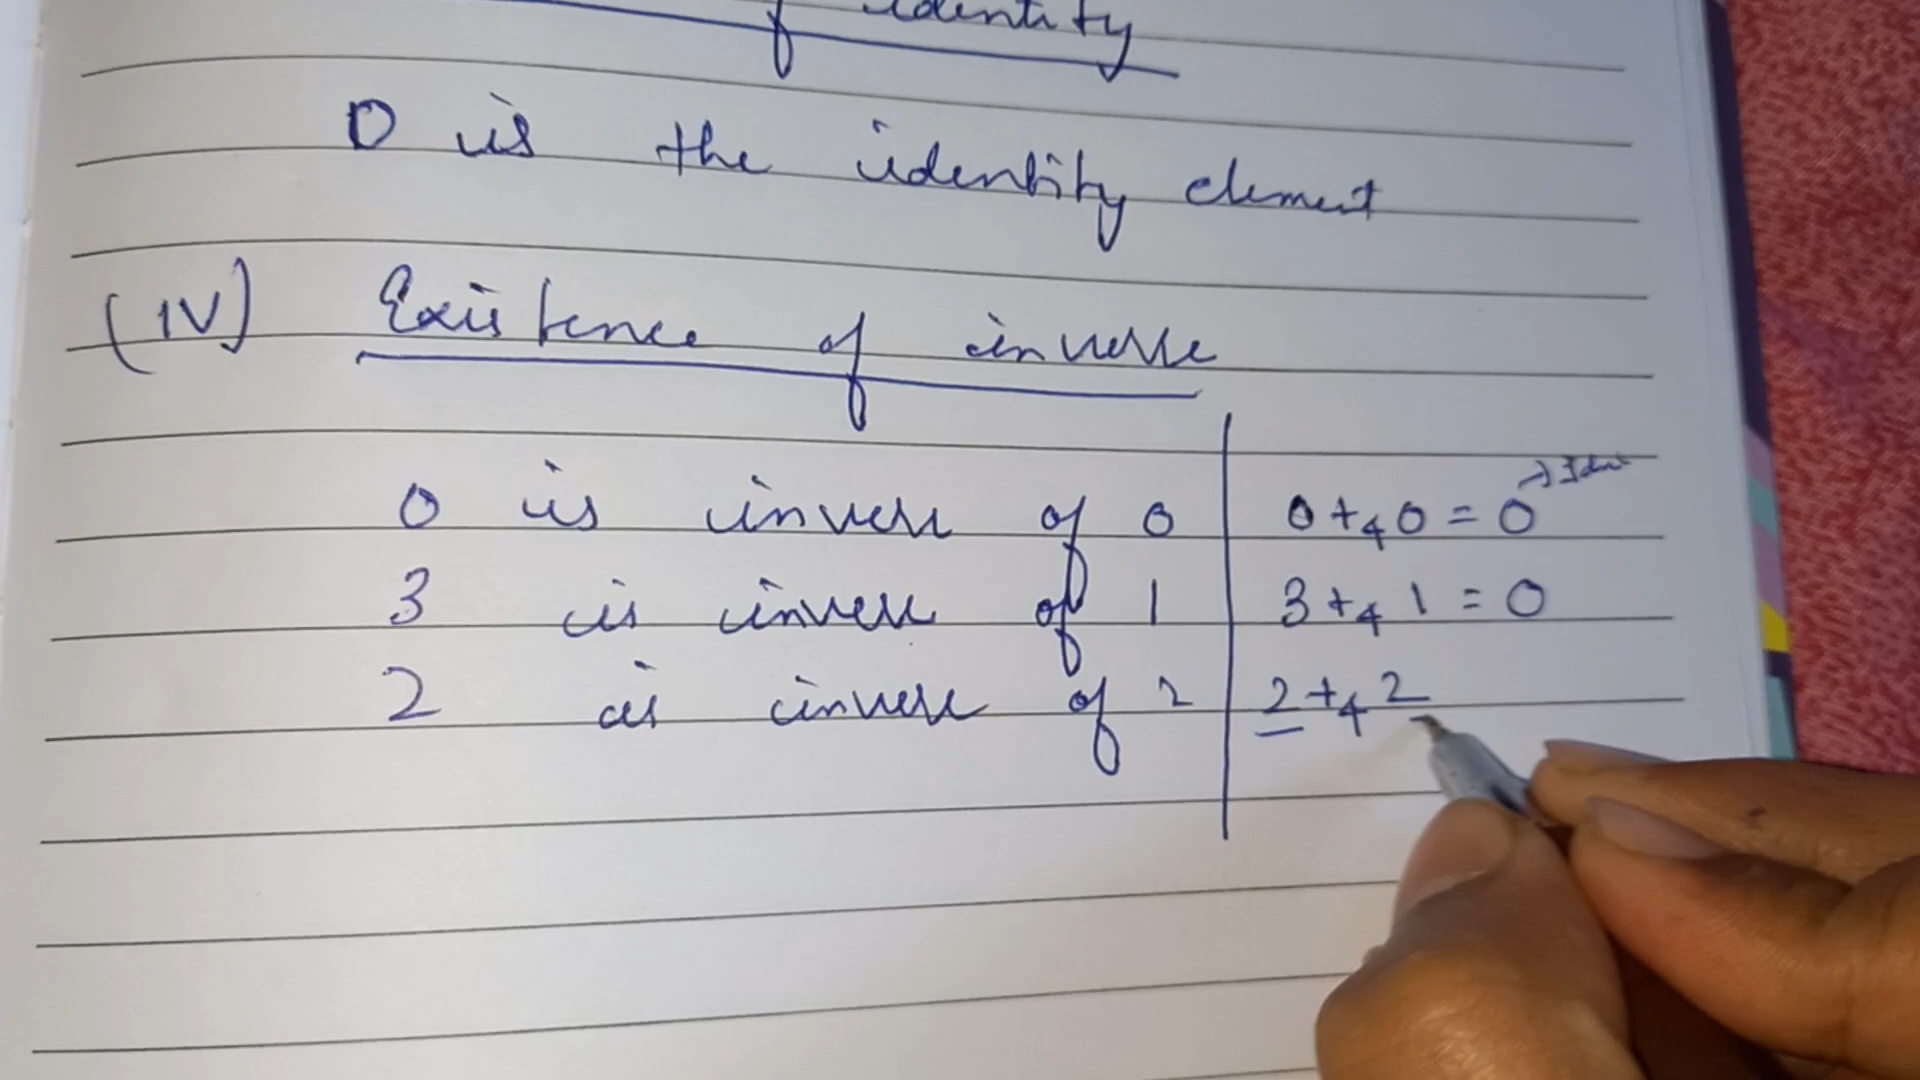 of identity
0 is the identity element
(IV) Existence of inverse
0 is inverse of 0 0 +₄ 0 = 0
3 is inverse of 1 3 +₄ 1 = 0
2 is inverse of 2 2 +₄ 2